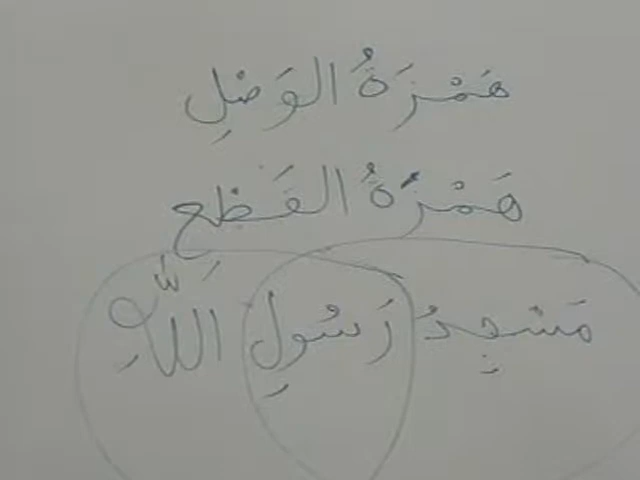 هَمْزَةُ الوَصْلِ
هَمْزَةُ القَطْعِ
مَسْجِدُ رَسُولِ اللَّهِ